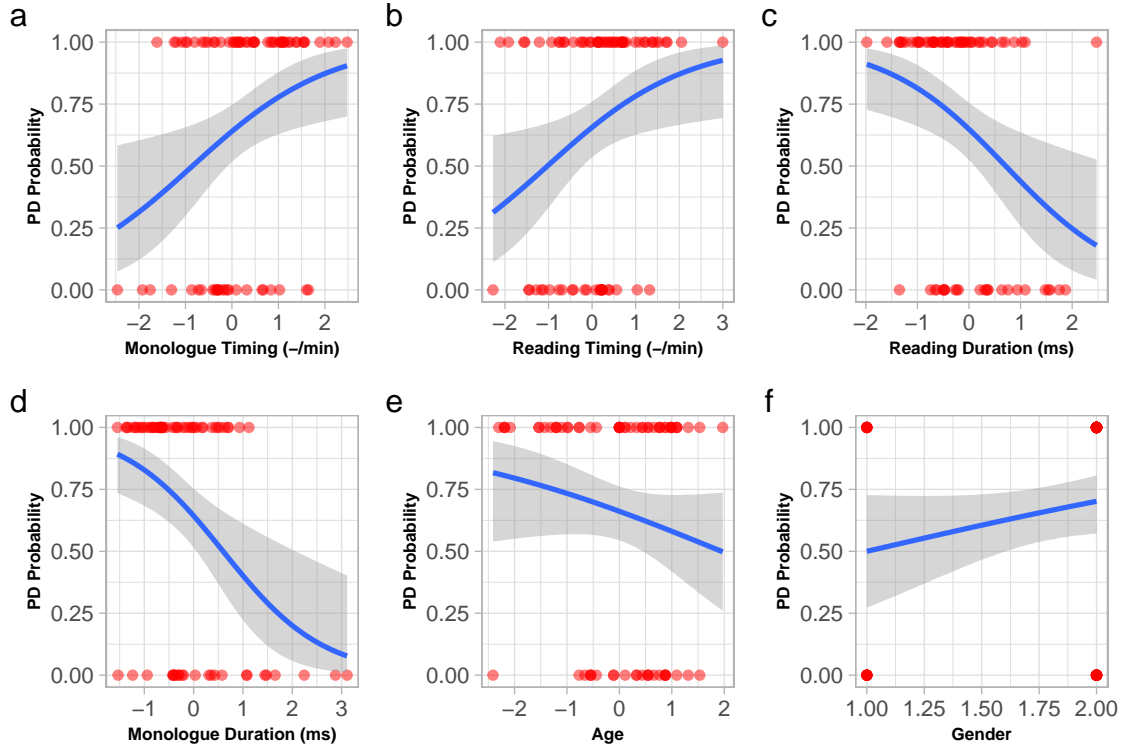 a
b
c
1.00
0.75
0.50
0.25
0.00
PD Probability
−2 −1 0 1 2
Monologue Timing (−/min)
1.00
0.75
0.50
0.25
0.00
PD Probability
−2 −1 0 1 2 3
Reading Timing (−/min)
1.00
0.75
0.50
0.25
0.00
PD Probability
−2 −1 0 1 2
Reading Duration (ms)
d
e
f
1.00
0.75
0.50
0.25
0.00
PD Probability
−1 0 1 2 3
Monologue Duration (ms)
1.00
0.75
0.50
0.25
0.00
PD Probability
−2 −1 0 1 2
Age
1.00
0.75
0.50
0.25
0.00
PD Probability
1.00 1.25 1.50 1.75 2.00
Gender